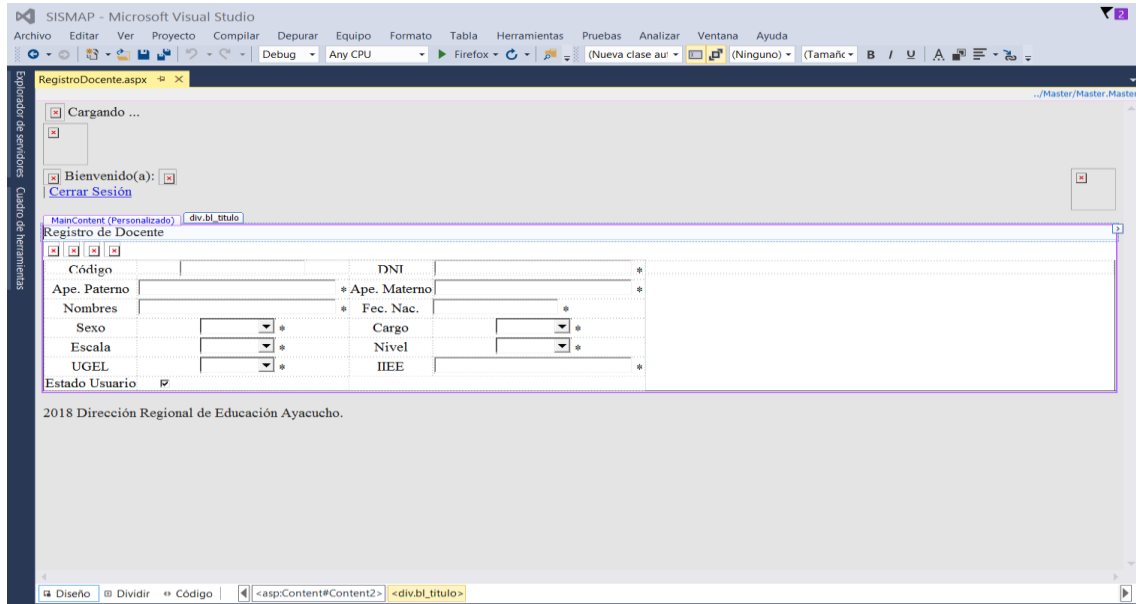 SISMAP - Microsoft Visual Studio
2
Archivo Editar Ver Proyecto Compilar Depurar Equipo Formato Tabla Herramientas Pruebas Analizar Ventana Ayuda
Debug Any CPU Firefox (Nueva clase aut (Ninguno) (Tamañc B I U A
Explorador de servidores
Cuadro de herramientas
RegistroDocente.aspx
../Master/Master.Master
Cargando ...
Bienvenido(a):
| Cerrar Sesión
MainContent (Personalizado) div.bl_titulo
Registro de Docente
Código DNI *
Ape. Paterno * Ape. Materno *
Nombres * Fec. Nac. *
Sexo * Cargo *
Escala * Nivel *
UGEL * IIEE *
Estado Usuario
2018 Dirección Regional de Educación Ayacucho.
Diseño Dividir Código <asp:Content#Content2> <div.bl_titulo>